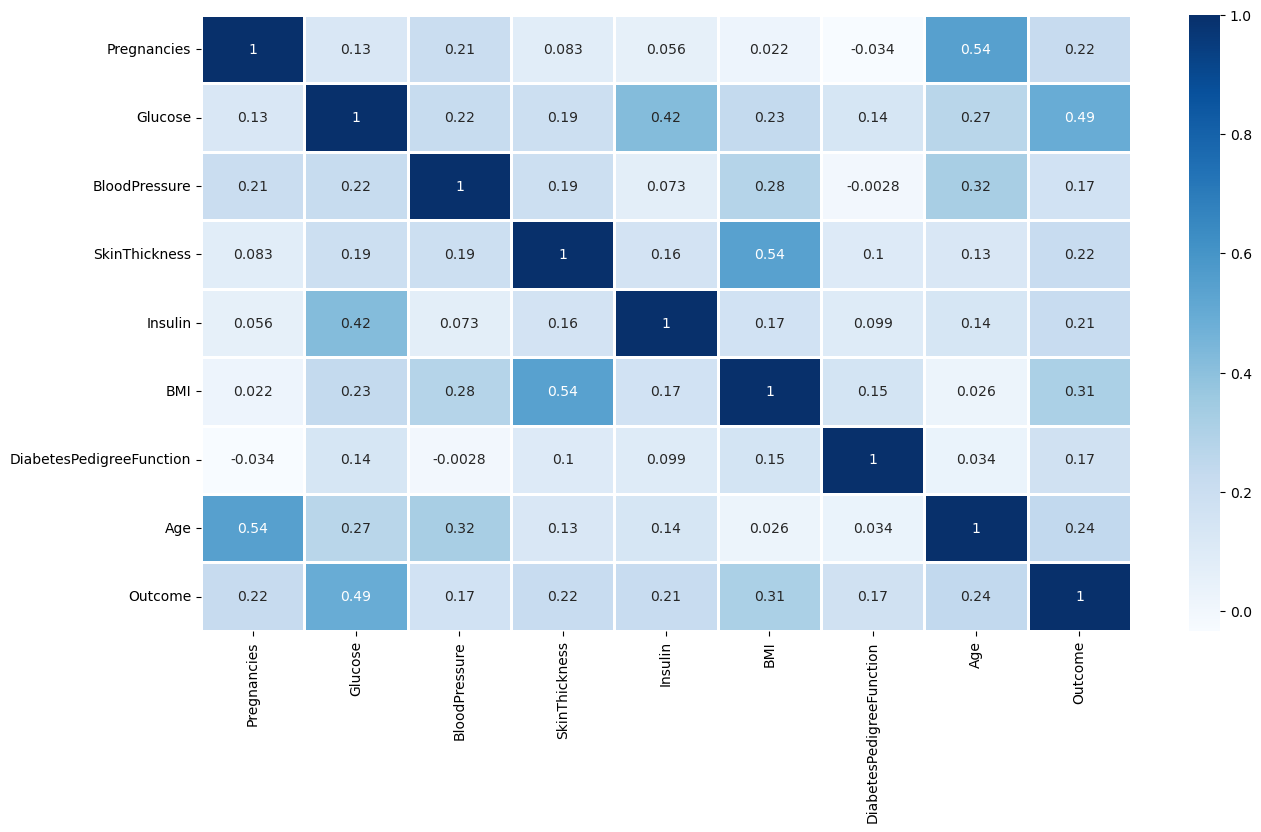 Pregnancies 1 0.13 0.21 0.083 0.056 0.022 -0.034 0.54 0.22
Glucose 0.13 1 0.22 0.19 0.42 0.23 0.14 0.27 0.49
BloodPressure 0.21 0.22 1 0.19 0.073 0.28 -0.0028 0.32 0.17
SkinThickness 0.083 0.19 0.19 1 0.16 0.54 0.1 0.13 0.22
Insulin 0.056 0.42 0.073 0.16 1 0.17 0.099 0.14 0.21
BMI 0.022 0.23 0.28 0.54 0.17 1 0.15 0.026 0.31
DiabetesPedigreeFunction -0.034 0.14 -0.0028 0.1 0.099 0.15 1 0.034 0.17
Age 0.54 0.27 0.32 0.13 0.14 0.026 0.034 1 0.24
Outcome 0.22 0.49 0.17 0.22 0.21 0.31 0.17 0.24 1
Pregnancies
Glucose
BloodPressure
SkinThickness
Insulin
BMI
DiabetesPedigreeFunction
Age
Outcome
1.0
0.8
0.6
0.4
0.2
0.0